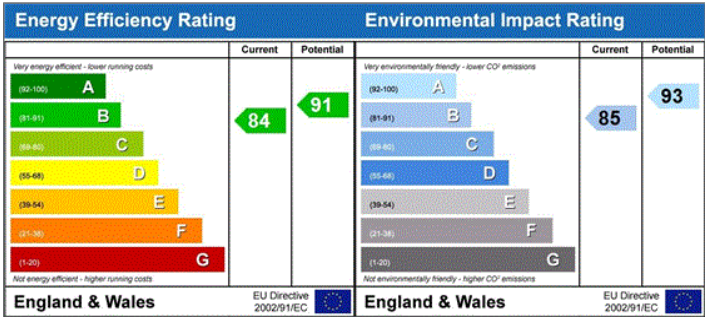 Energy Efficiency Rating
Current Potential
Very energy efficient - lower running costs
(92-100) A
(81-91) B
(69-80) C
(55-68) D
(39-54) E
(21-38) F
(1-20) G
84
91
Not energy efficient - higher running costs
England & Wales
EU Directive
2002/91/EC
Environmental Impact Rating
Current Potential
Very environmentally friendly - lower CO² emissions
(92-100) A
(81-91) B
(69-80) C
(55-68) D
(39-54) E
(21-38) F
(1-20) G
85
93
Not environmentally friendly - higher CO² emissions
England & Wales
EU Directive
2002/91/EC